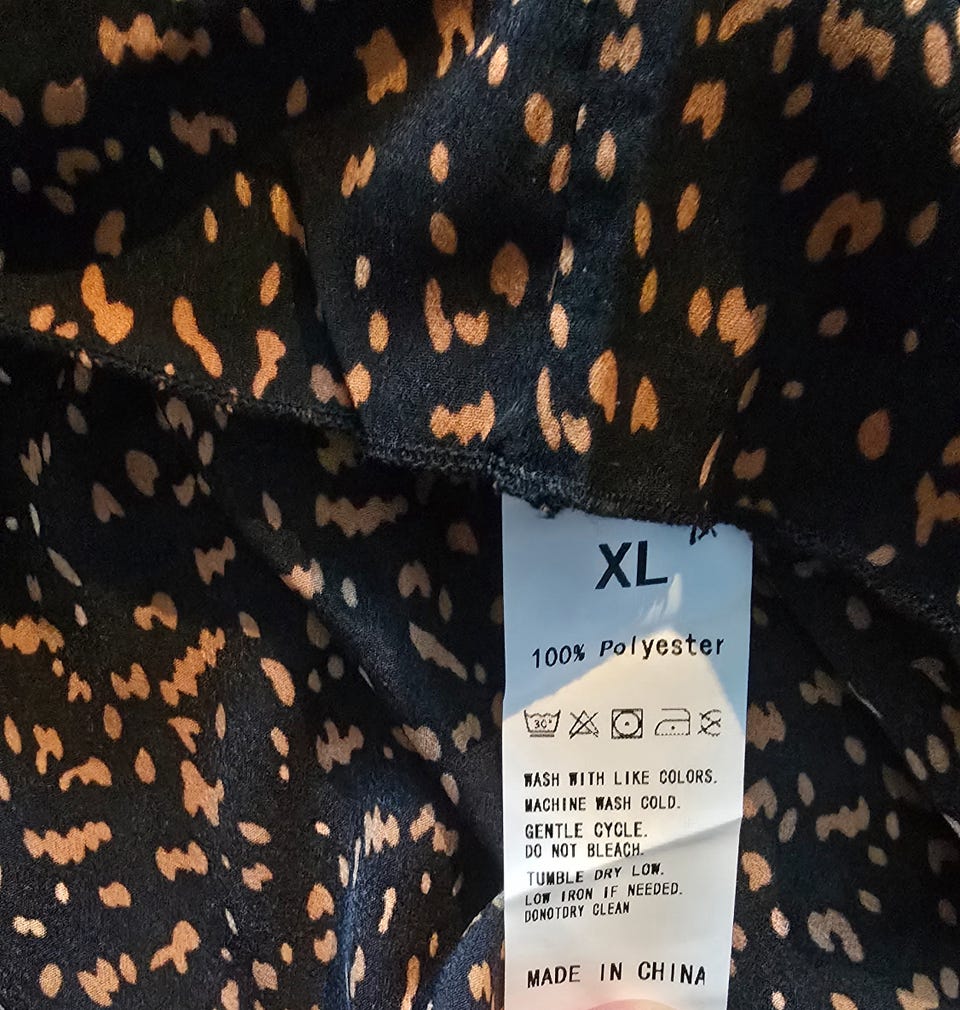 XL
100% Polyester
30°
WASH WITH LIKE COLORS.
MACHINE WASH COLD.
GENTLE CYCLE.
DO NOT BLEACH.
TUMBLE DRY LOW.
LOW IRON IF NEEDED.
DONOTDRY CLEAN
MADE IN CHINA